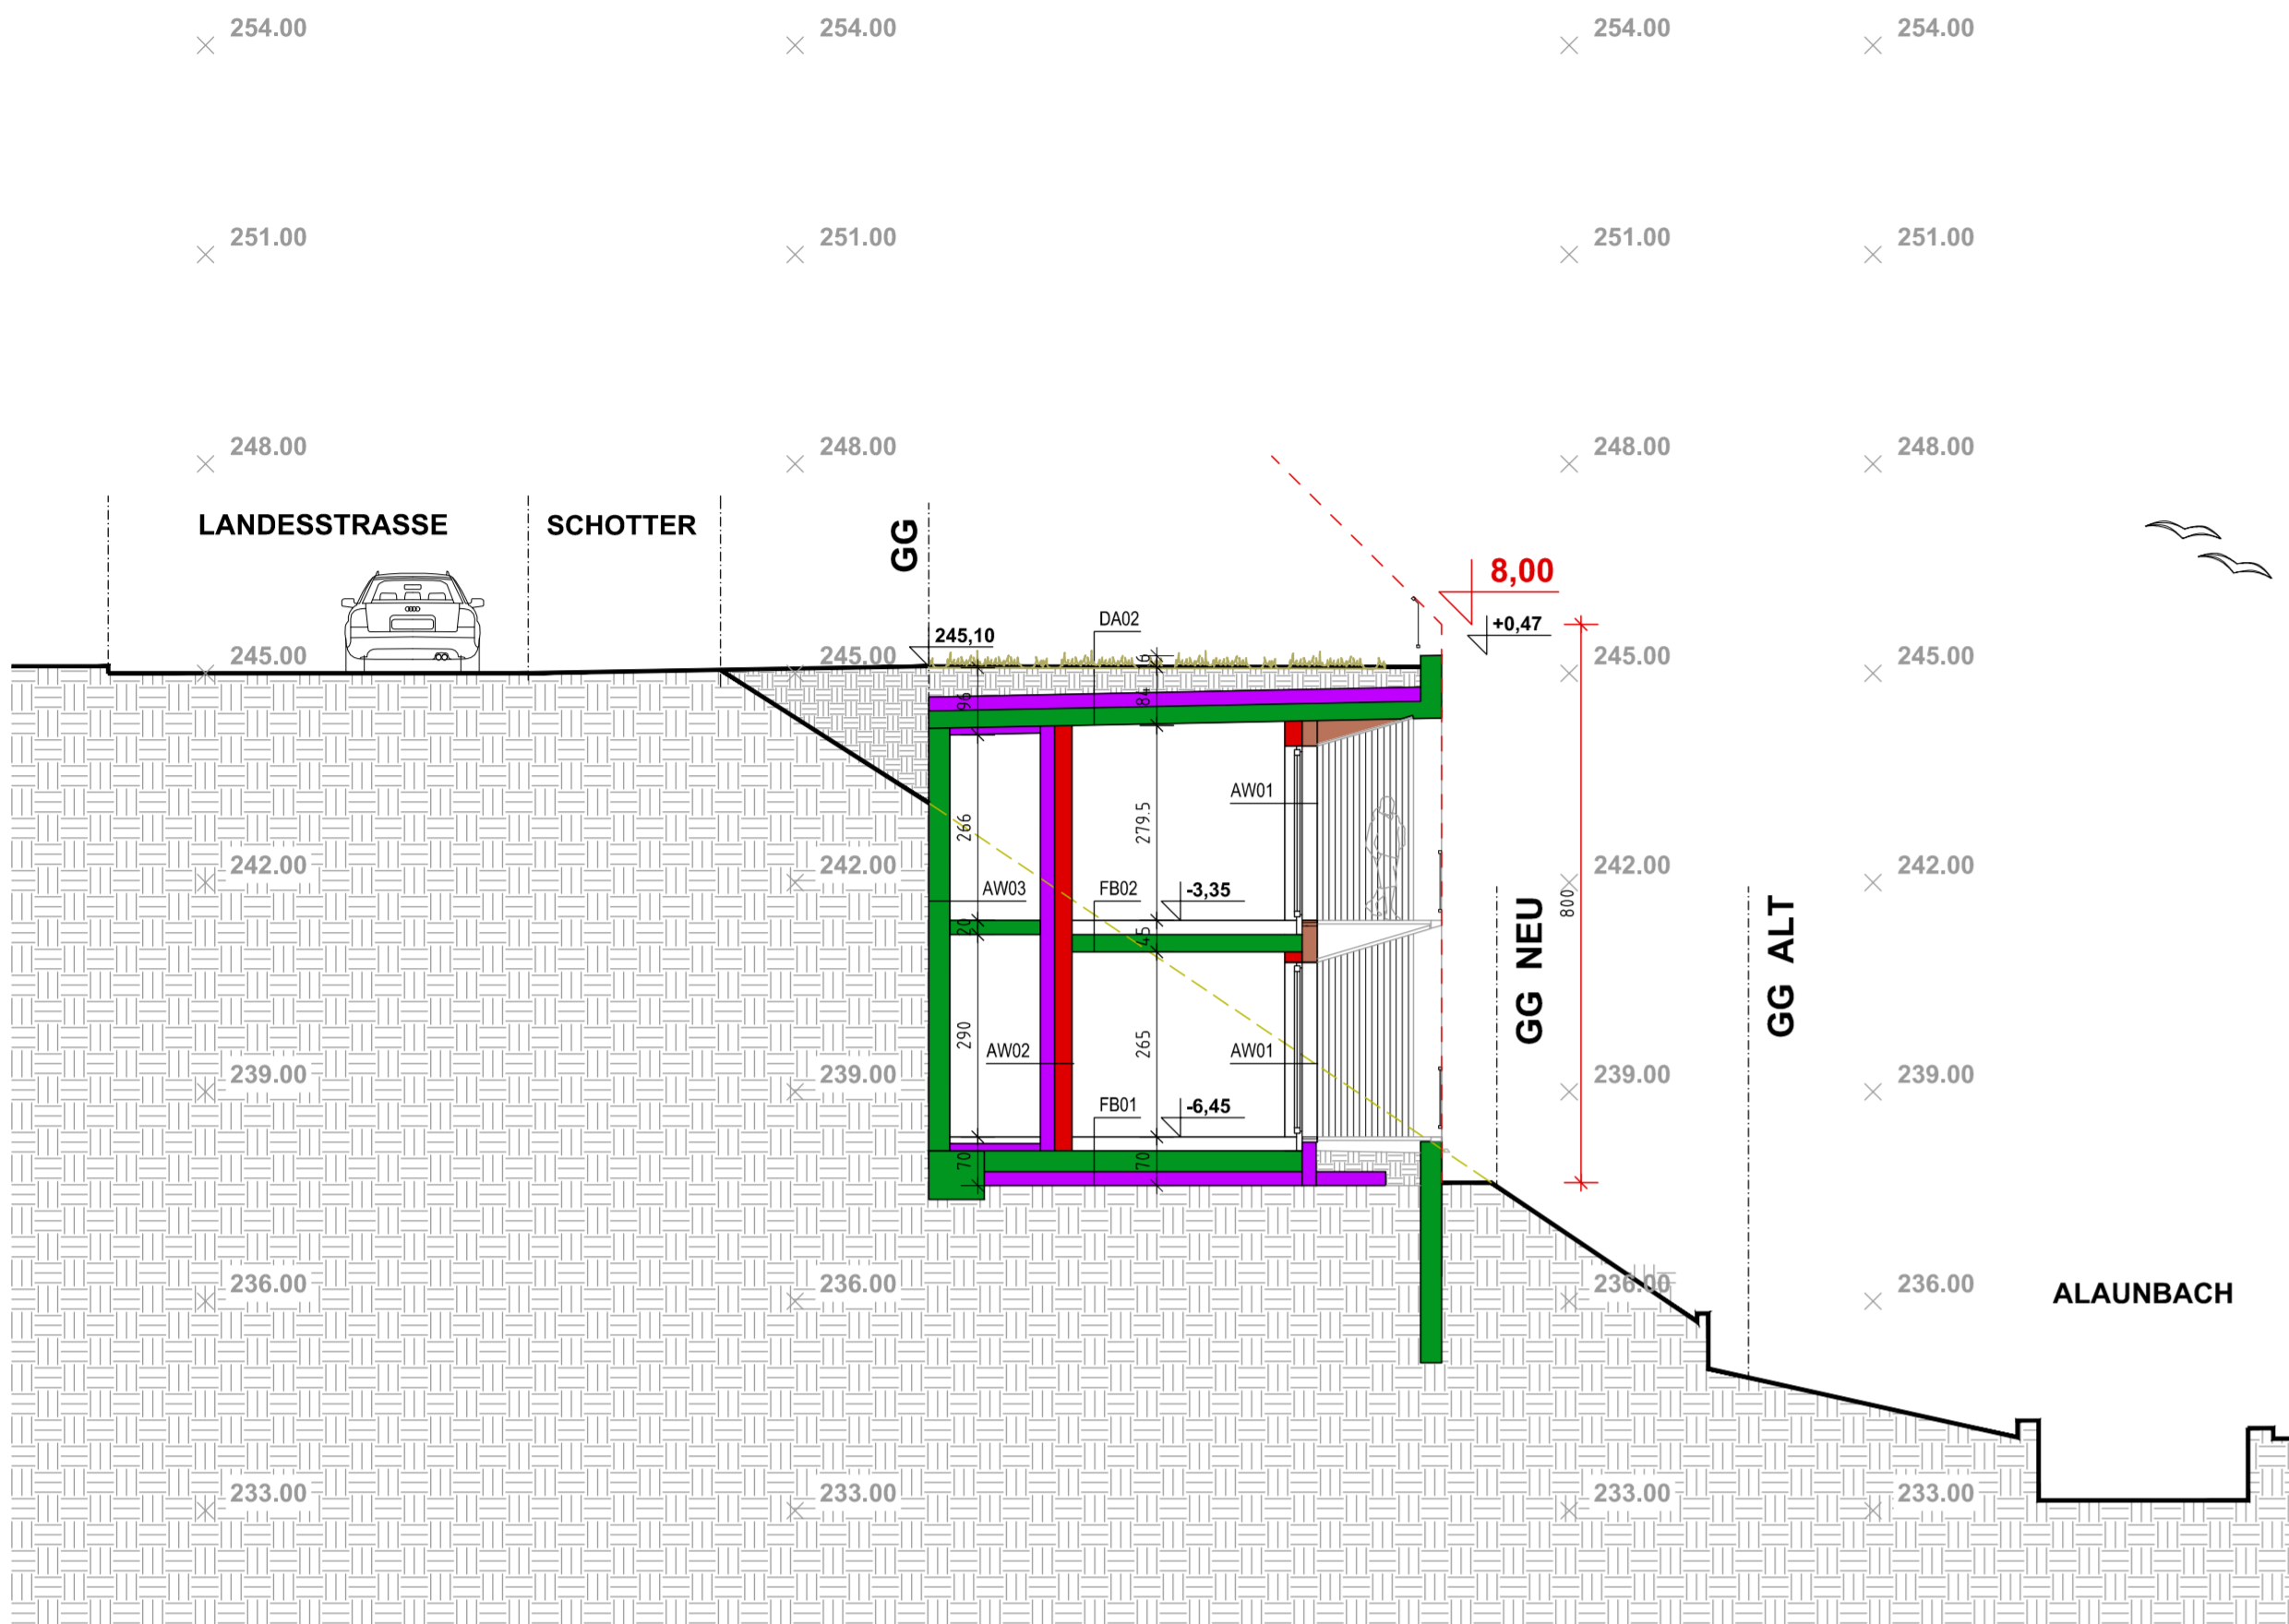 254.00 254.00 254.00 254.00
251.00 251.00 251.00 251.00
248.00 248.00 248.00 248.00
LANDESSTRASSE SCHOTTER GG
8,00
DA02
+0,47
245,10
245.00 245.00 245.00 245.00
96 84 16
AW01
266 279.5
242.00 242.00 242.00 242.00
AW03 FB02 -3,35
800
GG NEU GG ALT
20 45
290 265
AW02 AW01
239.00 239.00 239.00 239.00
FB01 -6,45
70 70
236.00 236.00 236.00 236.00
ALAUNBACH
233.00 233.00 233.00 233.00